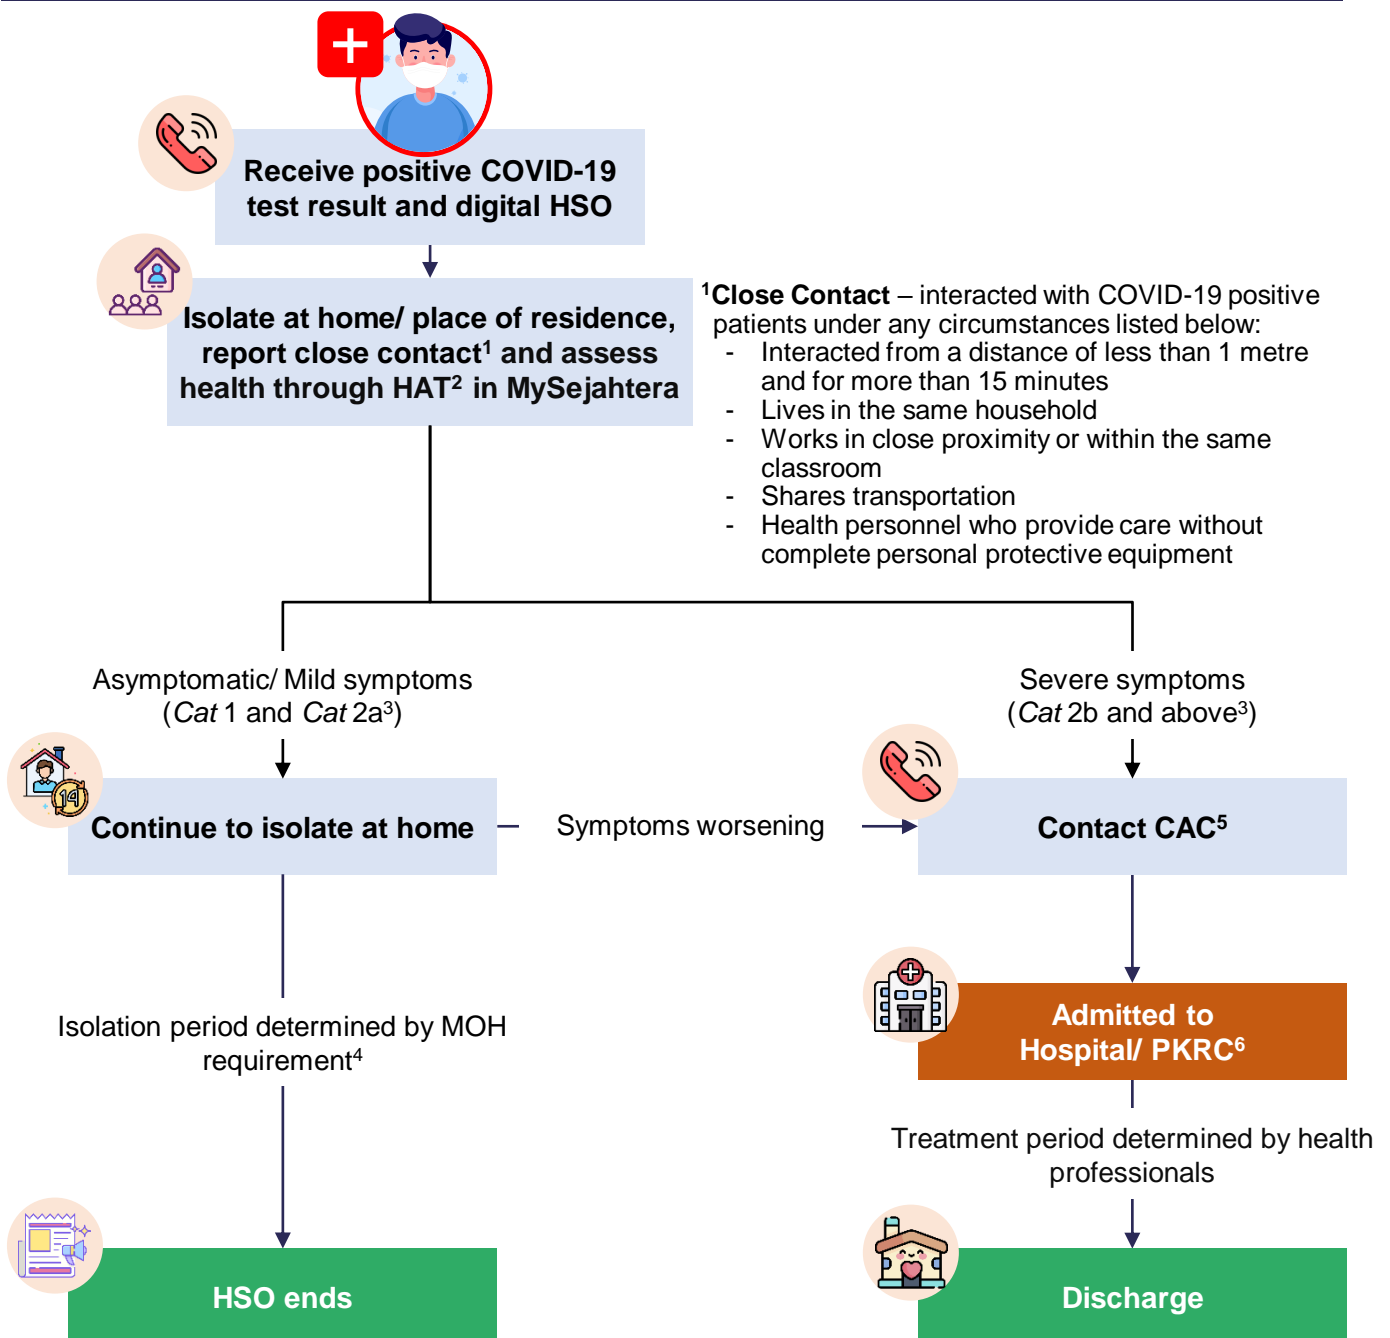 Receive positive COVID-19
test result and digital HSO
Isolate at home/ place of residence,
report close contact¹ and assess
health through HAT² in MySejahtera
¹Close Contact – interacted with COVID-19 positive
patients under any circumstances listed below:
- Interacted from a distance of less than 1 metre
and for more than 15 minutes
- Lives in the same household
- Works in close proximity or within the same
classroom
- Shares transportation
- Health personnel who provide care without
complete personal protective equipment
Asymptomatic/ Mild symptoms
(Cat 1 and Cat 2a³)
Severe symptoms
(Cat 2b and above³)
14
Continue to isolate at home
Symptoms worsening
Contact CAC⁵
Isolation period determined by MOH
requirement⁴
Admitted to
Hospital/ PKRC⁶
Treatment period determined by health
professionals
HSO ends
Discharge